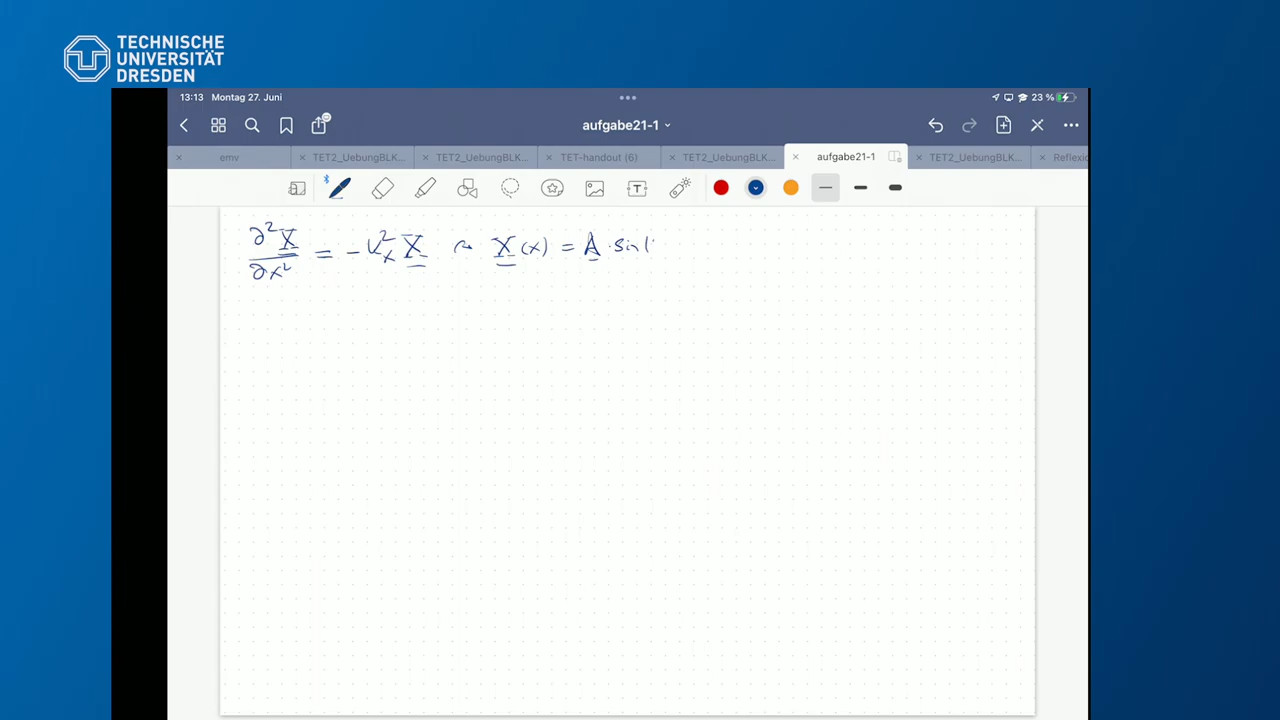 TECHNISCHE
UNIVERSITÄT
DRESDEN
13:13 Montag 27. Juni
23 %
aufgabe21-1
emv
TET2_UebungBLK...
TET2_UebungBLK...
TET-handout (6)
TET2_UebungBLK...
aufgabe21-1
TET2_UebungBLK...
Reflexio
T
∂²X/∂x² = -k²ₓ X ~ X(x) = A · sin(